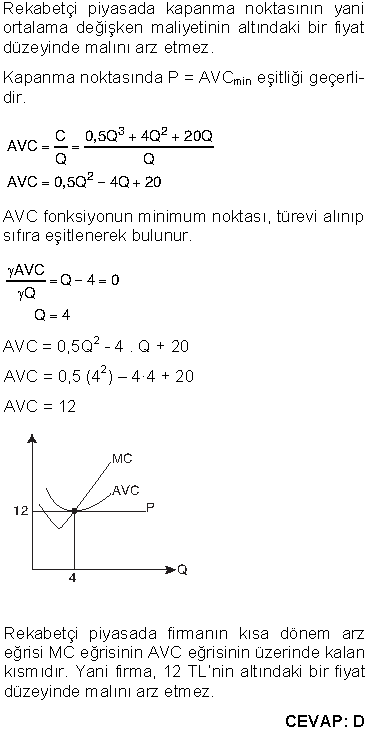 Rekabetçi piyasada kapanma noktasının yani
ortalama değişken maliyetinin altındaki bir fiyat
düzeyinde malını arz etmez.
Kapanma noktasında P = AVCmin eşitliği geçerli-
dir.
AVC = C/Q = (0,5Q³ + 4Q² + 20Q)/Q
AVC = 0,5Q² – 4Q + 20
AVC fonksiyonun minimum noktası, türevi alınıp
sıfıra eşitlenerek bulunur.
γAVC/γQ = Q – 4 = 0
Q = 4
AVC = 0,5Q² - 4 . Q + 20
AVC = 0,5 (4²) – 4·4 + 20
AVC = 12
MC
AVC
12
P
4
Q
Rekabetçi piyasada firmanın kısa dönem arz
eğrisi MC eğrisinin AVC eğrisinin üzerinde kalan
kısmıdır. Yani firma, 12 TL'nin altındaki bir fiyat
düzeyinde malını arz etmez.
CEVAP: D